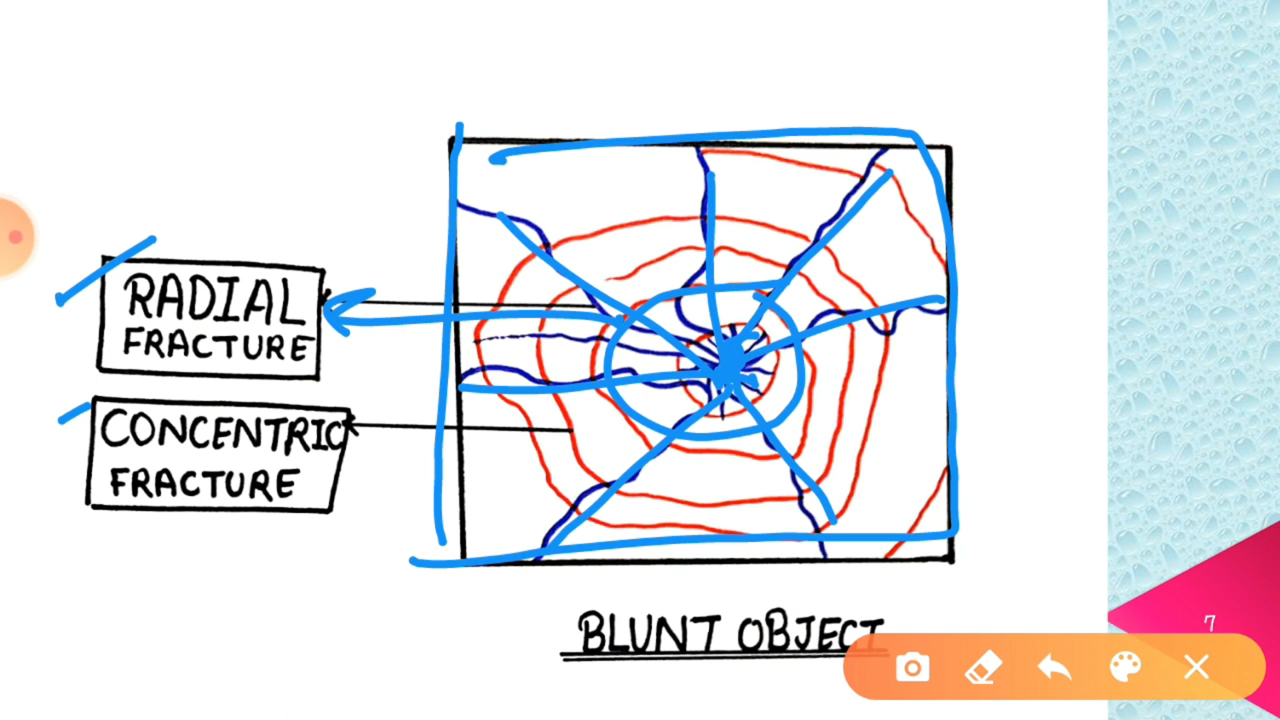 RADIAL
FRACTURE
CONCENTRIC
FRACTURE
BLUNT OBJECT
7